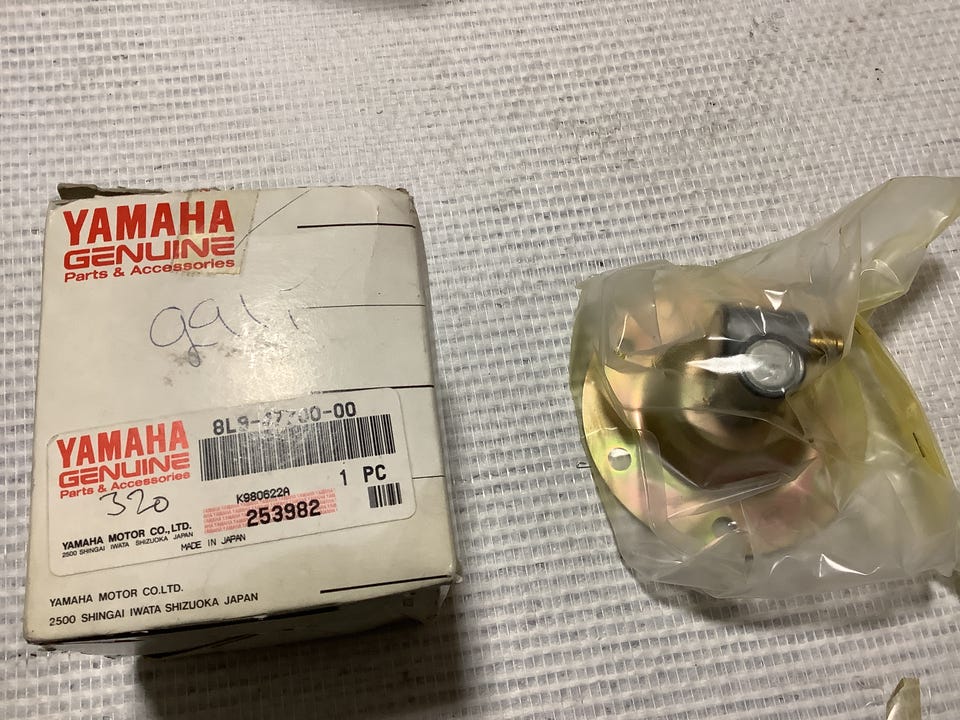 YAMAHA
GENUINE
Parts & Accessories
YAMAHA
GENUINE
Parts & Accessories
320
1 PC
K980622A
253982
YAMAHA MOTOR CO., LTD.
2500 SHINGAI IWATA SHIZUOKA JAPAN
MADE IN JAPAN
YAMAHA MOTOR CO.LTD.
2500 SHINGAI IWATA SHIZUOKA JAPAN